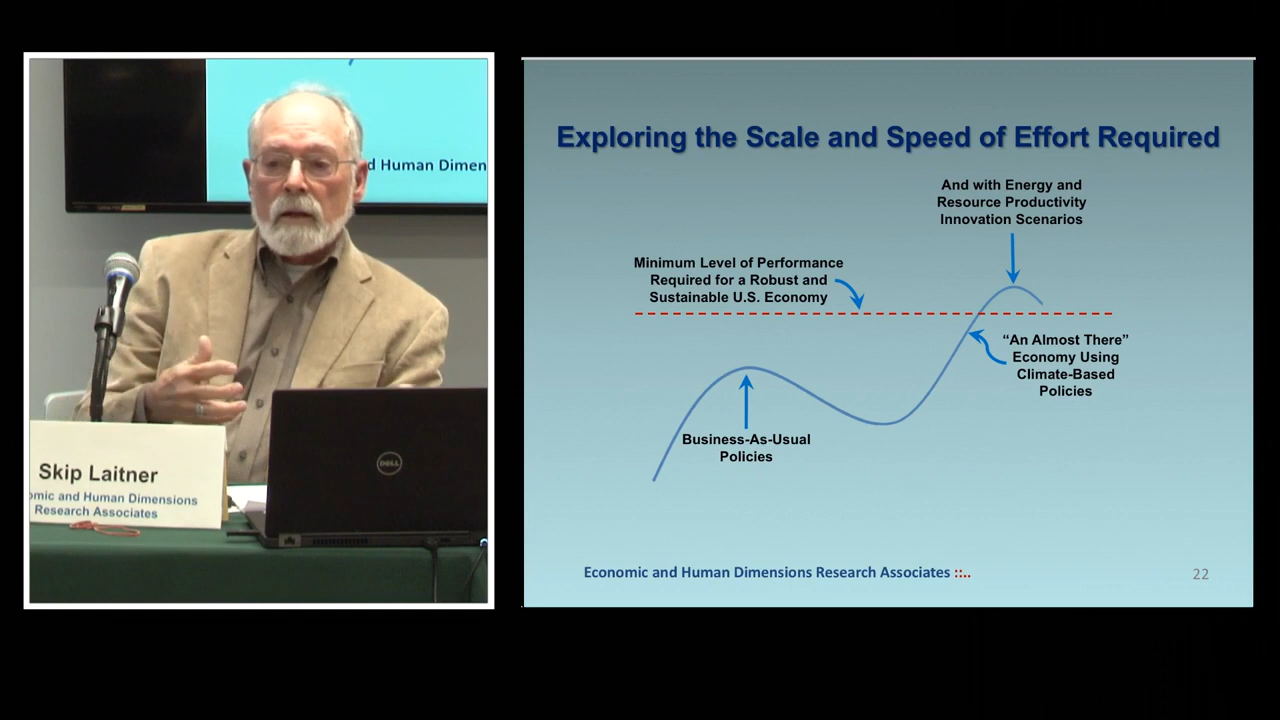 d Human Dimen
Skip Laitner
omic and Human Dimensions
Research Associates
DELL
Exploring the Scale and Speed of Effort Required
And with Energy and
Resource Productivity
Innovation Scenarios
Minimum Level of Performance
Required for a Robust and
Sustainable U.S. Economy
“An Almost There”
Economy Using
Climate-Based
Policies
Business-As-Usual
Policies
Economic and Human Dimensions Research Associates ::..
22